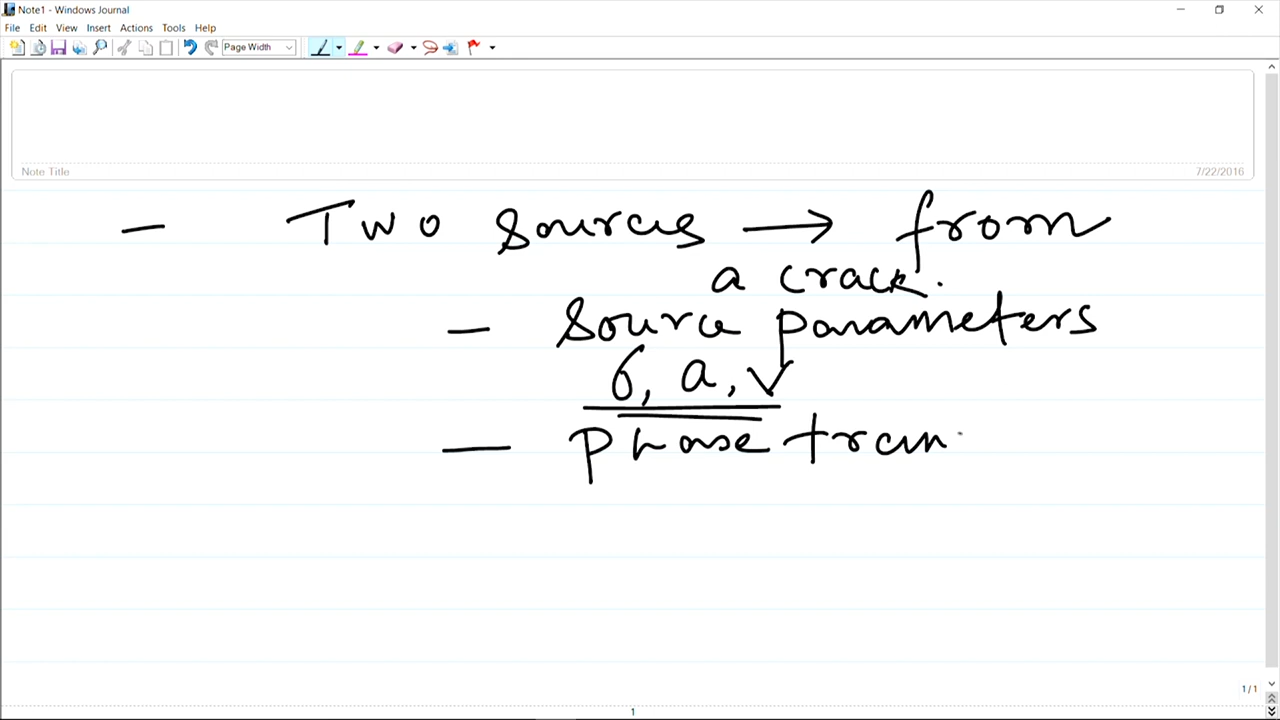 Note1 - Windows Journal
File Edit View Insert Actions Tools Help
Page Width
Note Title 7/22/2016
- Two sources → from
a crack.
- Source parameters
σ, a, v
- phase tran
1/1
1